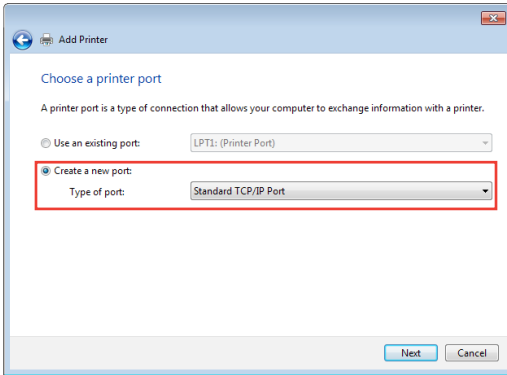 Add Printer
Choose a printer port
A printer port is a type of connection that allows your computer to exchange information with a printer.
Use an existing port: LPT1: (Printer Port)
Create a new port:
Type of port: Standard TCP/IP Port
Next Cancel